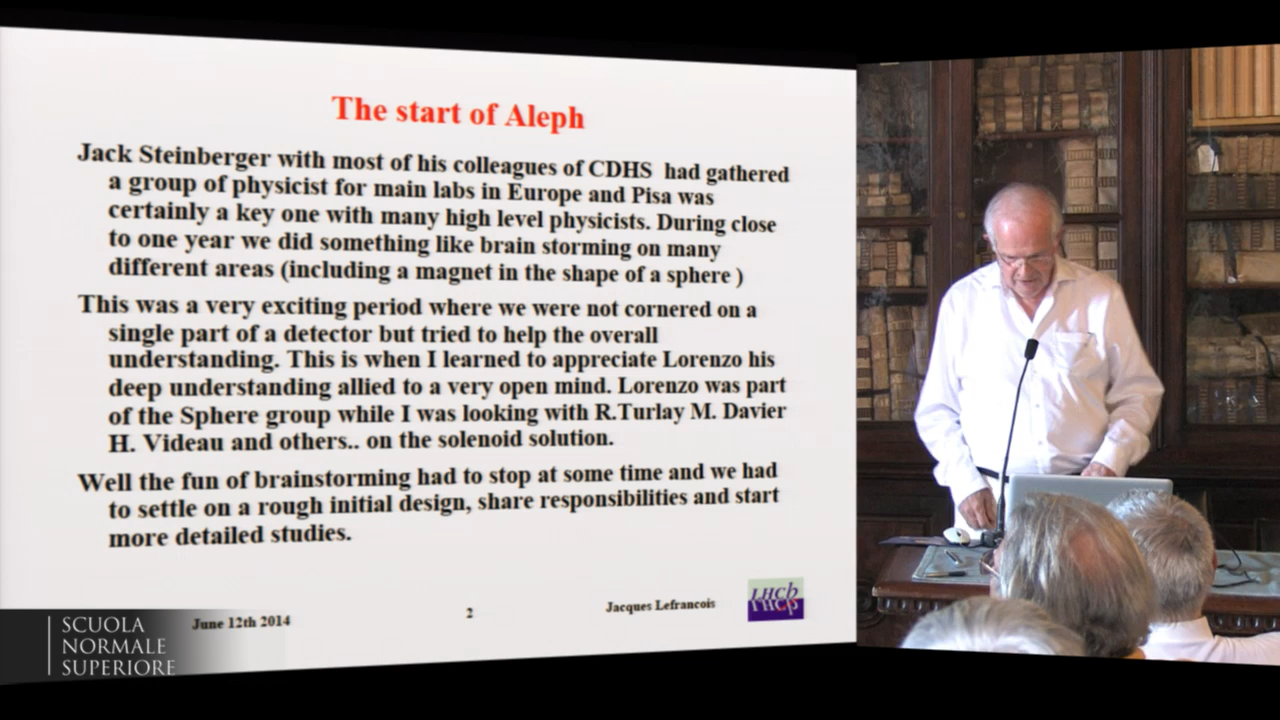 The start of Aleph
Jack Steinberger with most of his colleagues of CDHS had gathered
a group of physicist for main labs in Europe and Pisa was
certainly a key one with many high level physicists. During close
to one year we did something like brain storming on many
different areas (including a magnet in the shape of a sphere )
This was a very exciting period where we were not cornered on a
single part of a detector but tried to help the overall
understanding. This is when I learned to appreciate Lorenzo his
deep understanding allied to a very open mind. Lorenzo was part
of the Sphere group while I was looking with R.Turlay M. Davier
H. Videau and others.. on the solenoid solution.
Well the fun of brainstorming had to stop at some time and we had
to settle on a rough initial design, share responsibilities and start
more detailed studies.
June 12th 2014
2
Jacques Lefrancois
LHCb
LHCp
SCUOLA
NORMALE
SUPERIORE